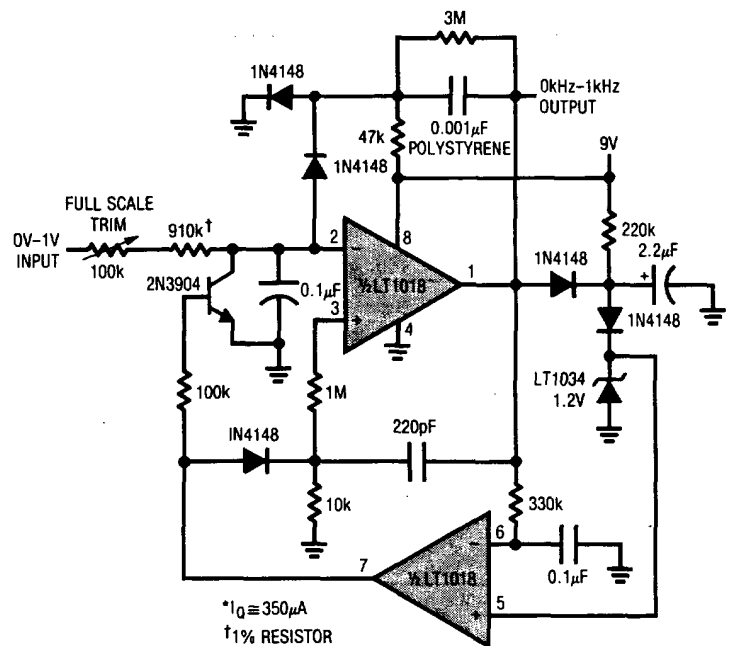 3M
1N4148
0kHz–1kHz
OUTPUT
47k
0.001µF
POLYSTYRENE
9V
1N4148
FULL SCALE
TRIM
910k†
0V–1V
INPUT
100k
2
8
220k
2.2µF
+
1N4148
2N3904
0.1µF
–
½LT1018
1
3
+
4
1N4148
LT1034
1.2V
100k
1M
220pF
IN4148
10k
330k
7
6
–
½LT1018
0.1µF
5
+
*IQ≅350µA
†1% RESISTOR